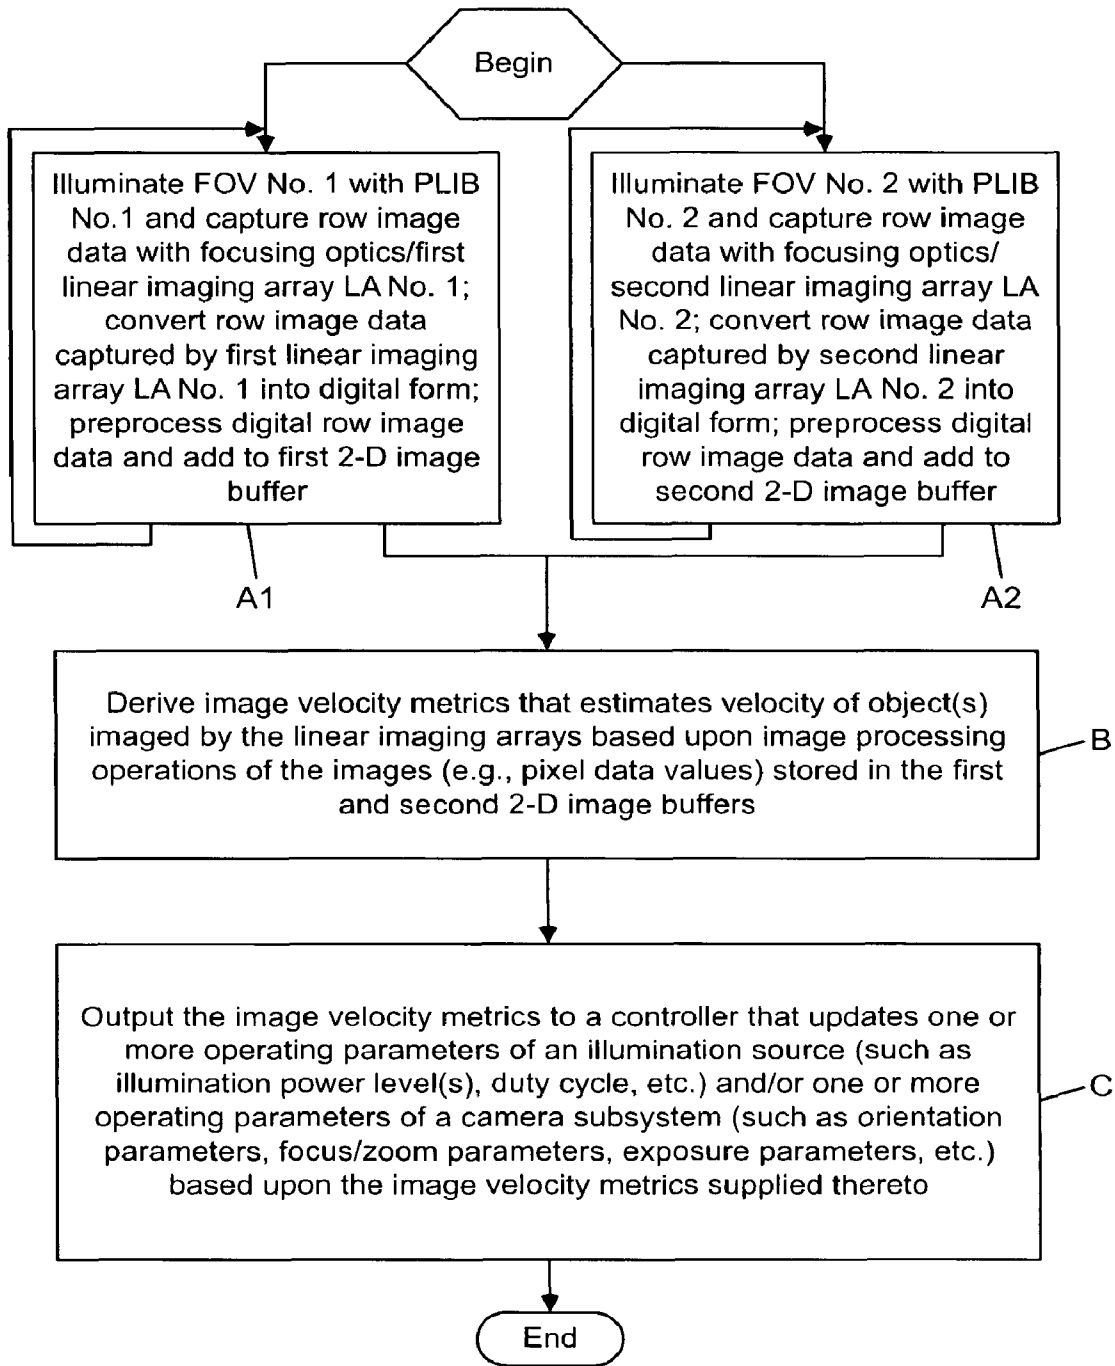 Begin
Illuminate FOV No. 1 with PLIB
No.1 and capture row image
data with focusing optics/first
linear imaging array LA No. 1;
convert row image data
captured by first linear imaging
array LA No. 1 into digital form;
preprocess digital row image
data and add to first 2-D image
buffer
A1
Illuminate FOV No. 2 with PLIB
No. 2 and capture row image
data with focusing optics/
second linear imaging array LA
No. 2; convert row image data
captured by second linear
imaging array LA No. 2 into
digital form; preprocess digital
row image data and add to
second 2-D image buffer
A2
Derive image velocity metrics that estimates velocity of object(s)
imaged by the linear imaging arrays based upon image processing
operations of the images (e.g., pixel data values) stored in the first
and second 2-D image buffers
B
Output the image velocity metrics to a controller that updates one or
more operating parameters of an illumination source (such as
illumination power level(s), duty cycle, etc.) and/or one or more
operating parameters of a camera subsystem (such as orientation
parameters, focus/zoom parameters, exposure parameters, etc.)
based upon the image velocity metrics supplied thereto
C
End